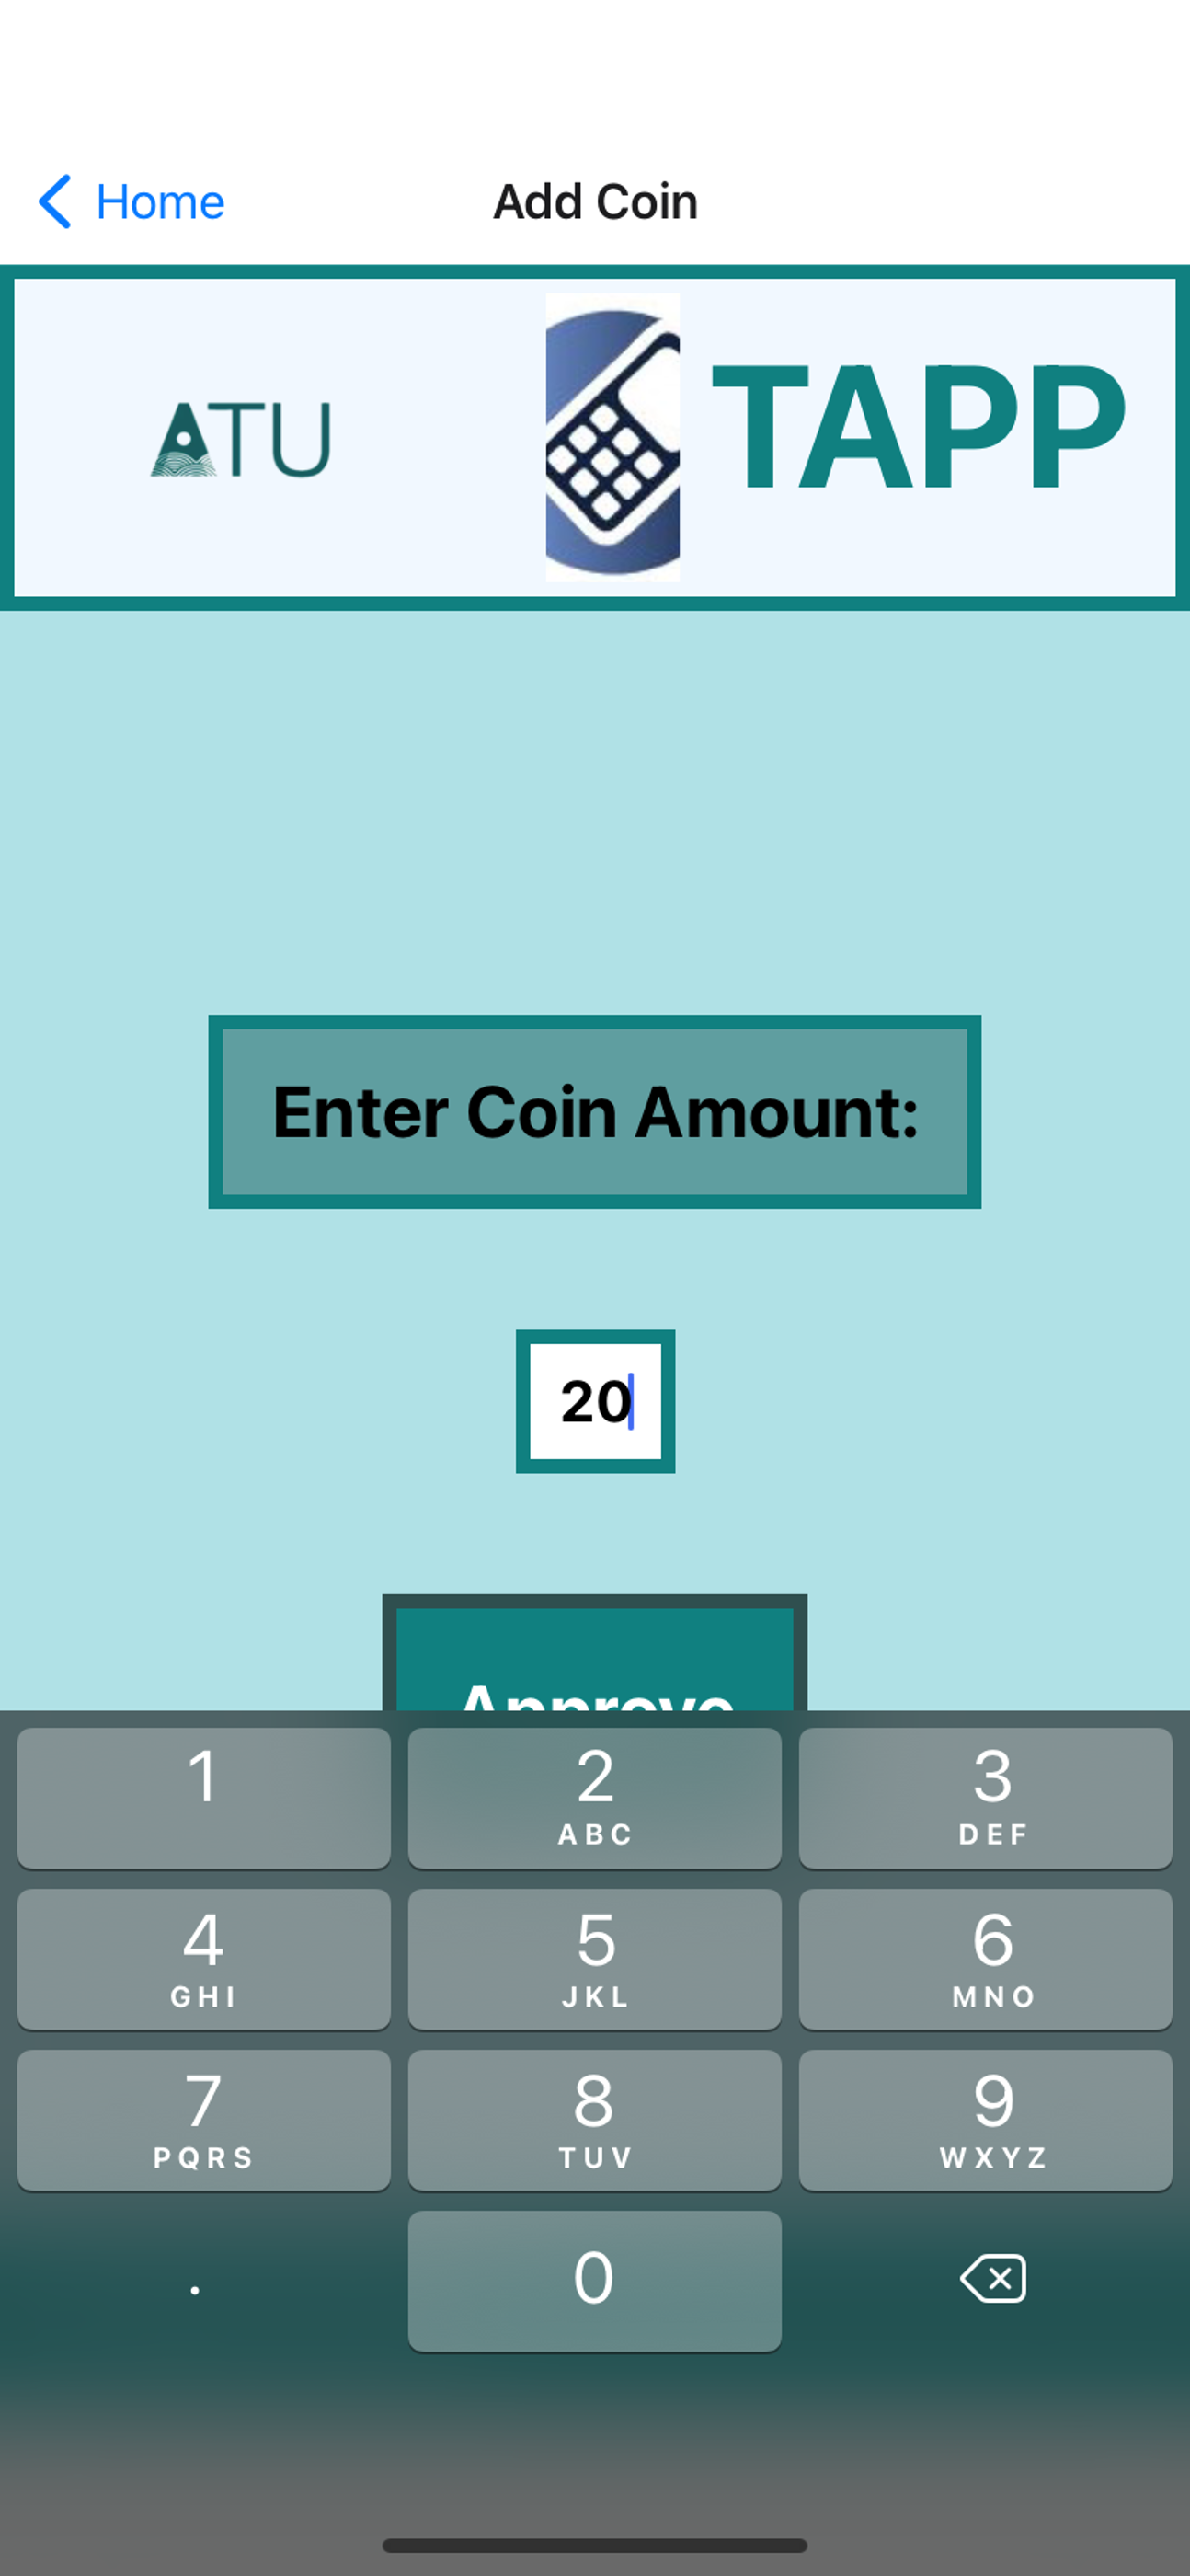 Home
Add Coin
ATU
TAPP
Enter Coin Amount:
20
Approve
1
2
ABC
3
DEF
4
GHI
5
JKL
6
MNO
7
PQRS
8
TUV
9
WXYZ
.
0